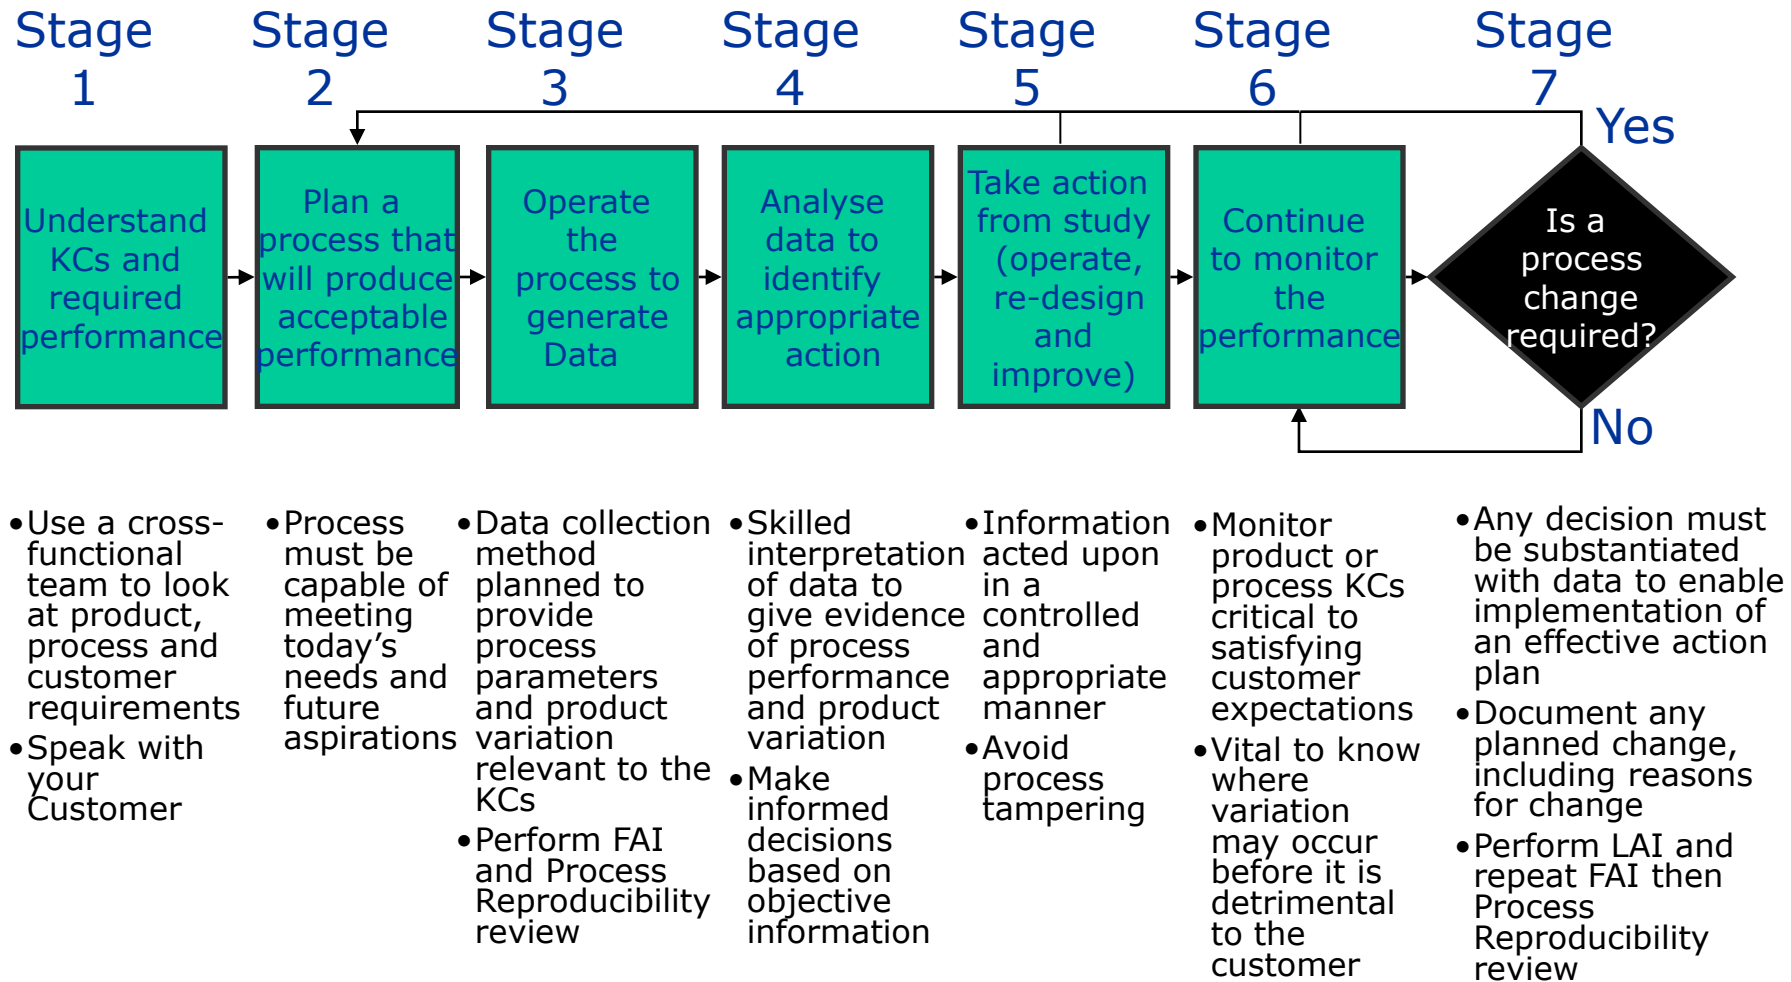 Stage
1
Stage
2
Stage
3
Stage
4
Stage
5
Stage
6
Stage
7
Yes
Understand
KCs and
required
performance
Plan a
process that
will produce
acceptable
performance
Operate
the
process to
generate
Data
Analyse
data to
identify
appropriate
action
Take action
from study
(operate,
re-design
and
improve)
Continue
to monitor
the
performance
Is a
process
change
required?
No
•Use a cross-
functional
team to look
at product,
process and
customer
requirements
•Speak with
your
Customer
•Process
must be
capable of
meeting
today’s
needs and
future
aspirations
•Data collection
method
planned to
provide
process
parameters
and product
variation
relevant to the
KCs
•Perform FAI
and Process
Reproducibility
review
•Skilled
interpretation
of data to
give evidence
of process
performance
and product
variation
•Make
informed
decisions
based on
objective
information
•Information
acted upon
in a
controlled
and
appropriate
manner
•Avoid
process
tampering
•Monitor
product or
process KCs
critical to
satisfying
customer
expectations
•Vital to know
where
variation
may occur
before it is
detrimental
to the
customer
•Any decision must
be substantiated
with data to enable
implementation of
an effective action
plan
•Document any
planned change,
including reasons
for change
•Perform LAI and
repeat FAI then
Process
Reproducibility
review